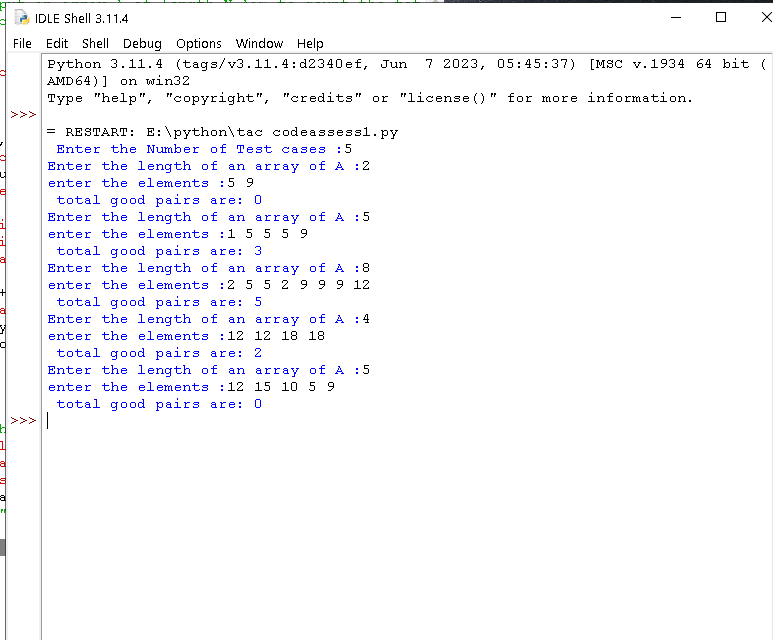 IDLE Shell 3.11.4
File Edit Shell Debug Options Window Help
Python 3.11.4 (tags/v3.11.4:d2340ef, Jun  7 2023, 05:45:37) [MSC v.1934 64 bit (
AMD64)] on win32
Type "help", "copyright", "credits" or "license()" for more information.
>>>
= RESTART: E:\python\tac codeassess1.py
 Enter the Number of Test cases :5
Enter the length of an array of A :2
enter the elements :5 9
 total good pairs are: 0
Enter the length of an array of A :5
enter the elements :1 5 5 5 9
 total good pairs are: 3
Enter the length of an array of A :8
enter the elements :2 5 5 2 9 9 9 12
 total good pairs are: 5
Enter the length of an array of A :4
enter the elements :12 12 18 18
 total good pairs are: 2
Enter the length of an array of A :5
enter the elements :12 15 10 5 9
 total good pairs are: 0
>>>